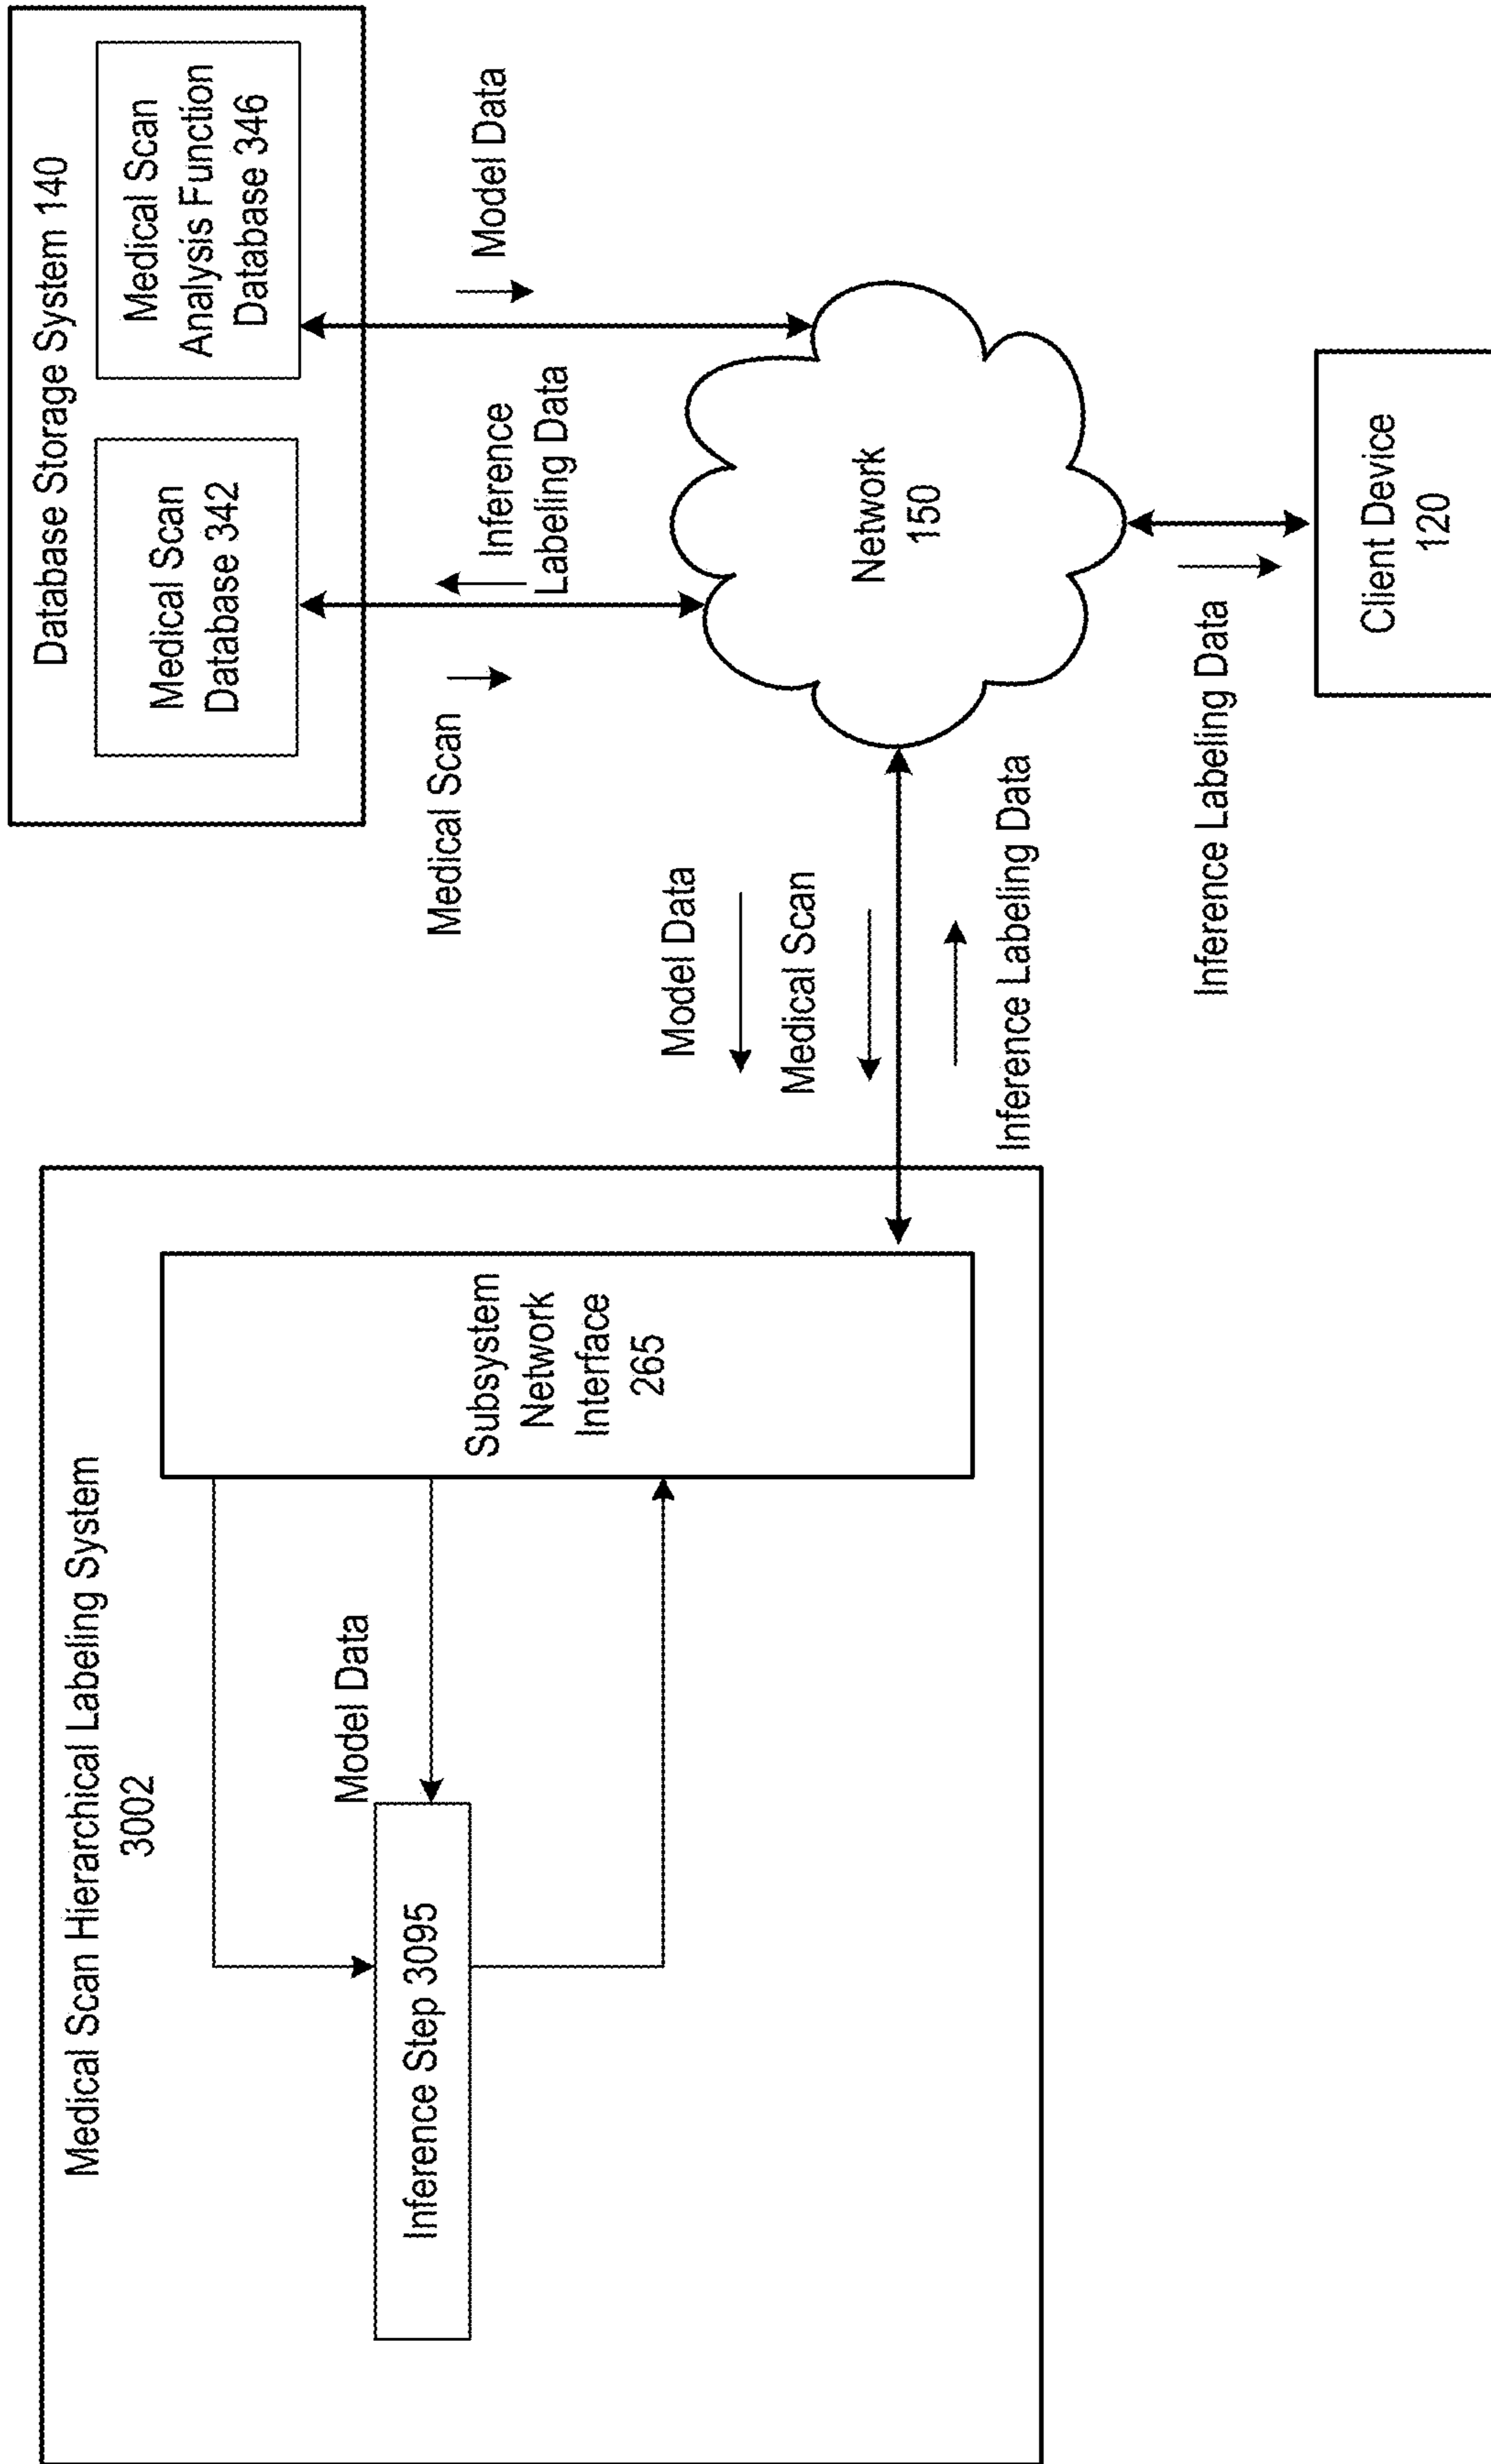 Medical Scan Hierarchical Labeling System
3002
Model Data
Inference Step 3095
Subsystem
Network
Interface
265
Database Storage System 140
Medical Scan
Database 342
Medical Scan
Analysis Function
Database 346
Medical Scan
Inference
Labeling Data
Model Data
Model Data
Medical Scan
Inference Labeling Data
Network
150
Inference Labeling Data
Client Device
120